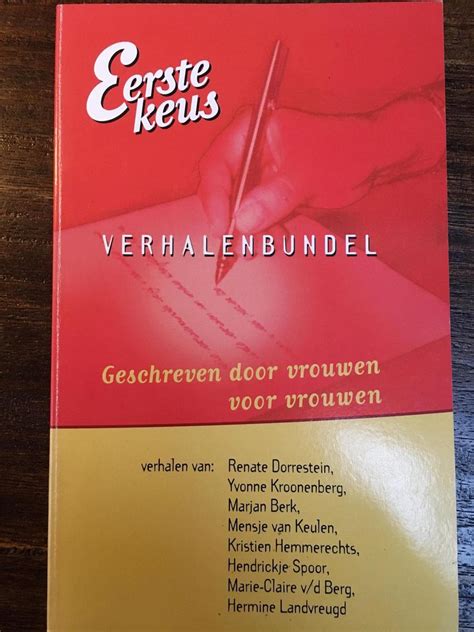 Eerste
keus
VERHALENBUNDEL
Geschreven door vrouwen
voor vrouwen
verhalen van: Renate Dorrestein,
Yvonne Kroonenberg,
Marjan Berk,
Mensje van Keulen,
Kristien Hemmerechts,
Hendrickje Spoor,
Marie-Claire v/d Berg,
Hermine Landvreugd